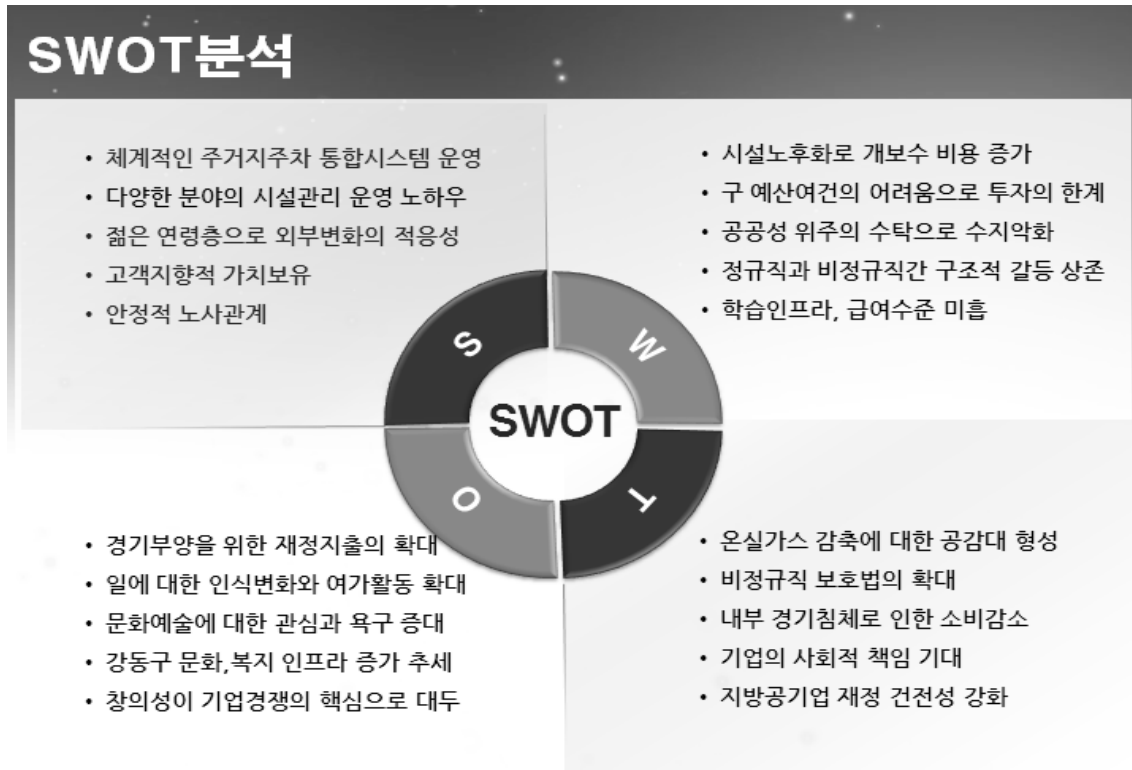 SWOT분석
• 체계적인 주거지주차 통합시스템 운영
• 다양한 분야의 시설관리 운영 노하우
• 젊은 연령층으로 외부변화의 적응성
• 고객지향적 가치보유
• 안정적 노사관계
• 시설노후화로 개보수 비용 증가
• 구 예산여건의 어려움으로 투자의 한계
• 공공성 위주의 수탁으로 수지악화
• 정규직과 비정규직간 구조적 갈등 상존
• 학습인프라, 급여수준 미흡
S
W
SWOT
O
T
• 경기부양을 위한 재정지출의 확대
• 일에 대한 인식변화와 여가활동 확대
• 문화예술에 대한 관심과 욕구 증대
• 강동구 문화,복지 인프라 증가 추세
• 창의성이 기업경쟁의 핵심으로 대두
• 온실가스 감축에 대한 공감대 형성
• 비정규직 보호법의 확대
• 내부 경기침체로 인한 소비감소
• 기업의 사회적 책임 기대
• 지방공기업 재정 건전성 강화